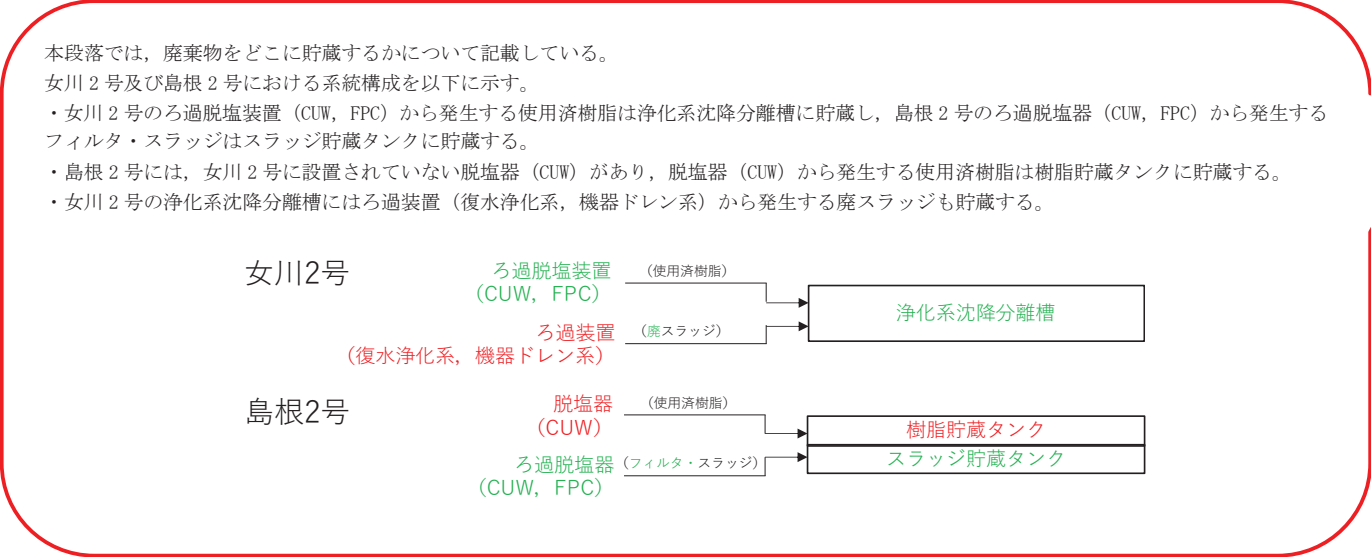 本段落では，廃棄物をどこに貯蔵するかについて記載している。
女川２号及び島根２号における系統構成を以下に示す。
・女川２号のろ過脱塩装置（CUW，FPC）から発生する使用済樹脂は浄化系沈降分離槽に貯蔵し，島根２号のろ過脱塩器（CUW，FPC）から発生する
フィルタ・スラッジはスラッジ貯蔵タンクに貯蔵する。
・島根２号には，女川２号に設置されていない脱塩器（CUW）があり，脱塩器（CUW）から発生する使用済樹脂は樹脂貯蔵タンクに貯蔵する。
・女川２号の浄化系沈降分離槽にはろ過装置（復水浄化系，機器ドレン系）から発生する廃スラッジも貯蔵する。
女川2号
ろ過脱塩装置
（CUW，FPC）
（使用済樹脂）
浄化系沈降分離槽
ろ過装置
（復水浄化系，機器ドレン系）
（廃スラッジ）
島根2号
脱塩器
（CUW）
（使用済樹脂）
樹脂貯蔵タンク
ろ過脱塩器
（CUW，FPC）
（フィルタ・スラッジ）
スラッジ貯蔵タンク